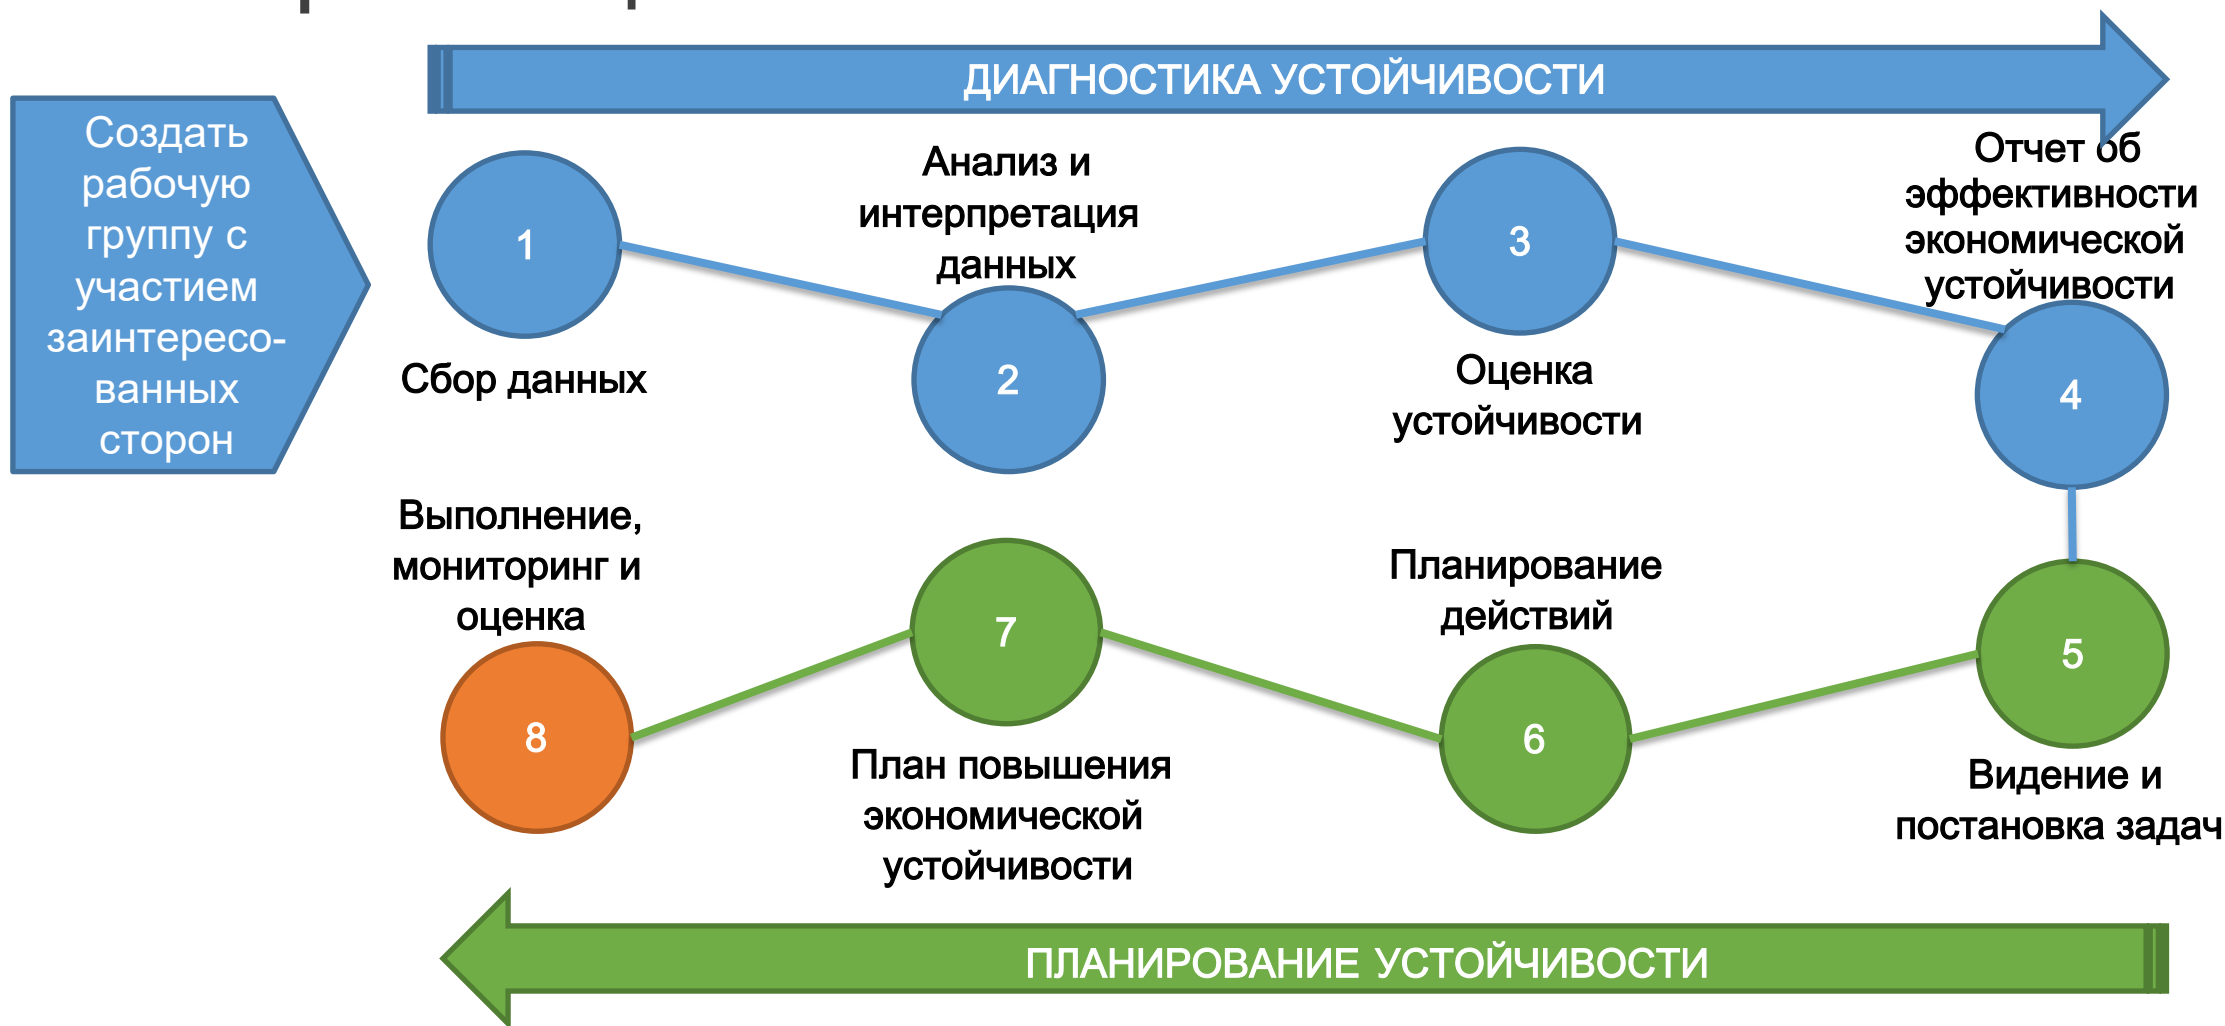 ДИАГНОСТИКА УСТОЙЧИВОСТИ
Создать
рабочую
группу с
участием
заинтересо-
ванных
сторон
1
Сбор данных
Анализ и
интерпретация
данных
2
3
Оценка
устойчивости
Отчет об
эффективности
экономической
устойчивости
4
5
Видение и
постановка задач
Планирование
действий
6
7
План повышения
экономической
устойчивости
Выполнение,
мониторинг и
оценка
8
ПЛАНИРОВАНИЕ УСТОЙЧИВОСТИ